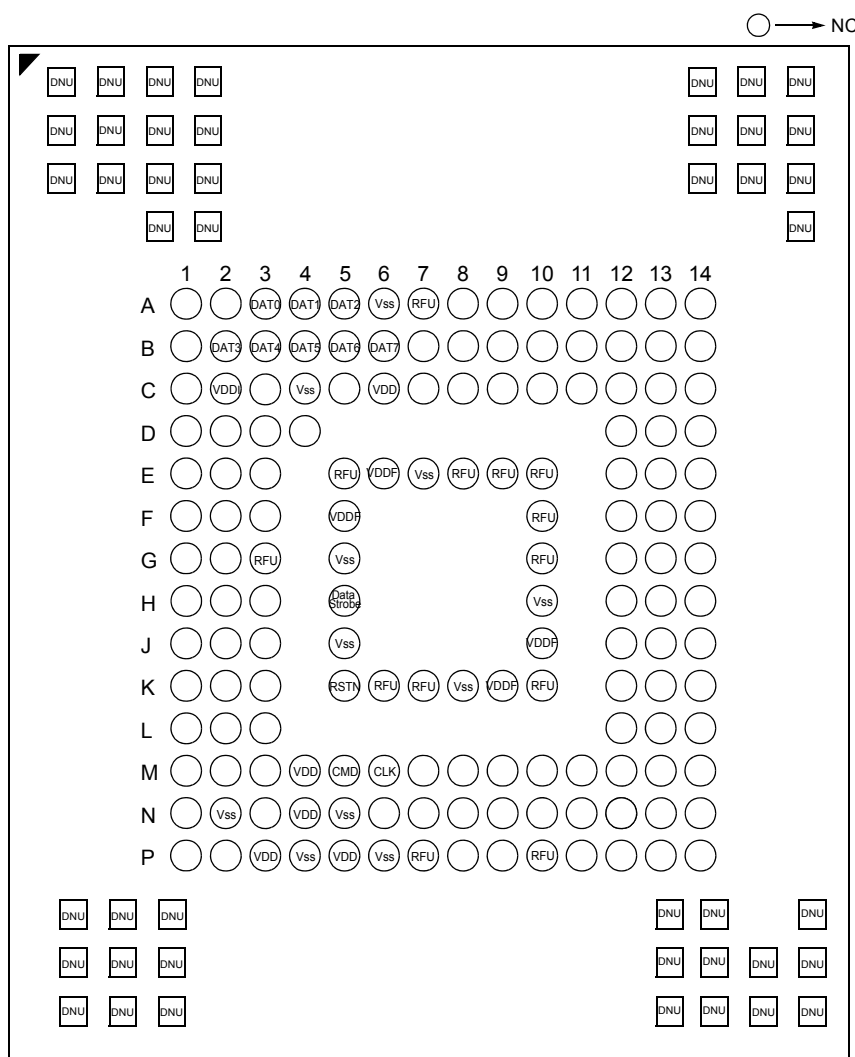 NC
DNU DNU DNU DNU DNU DNU DNU
DNU DNU DNU DNU DNU DNU DNU
DNU DNU DNU DNU DNU DNU DNU
DNU DNU DNU
1 2 3 4 5 6 7 8 9 10 11 12 13 14
A DAT0 DAT1 DAT2 Vss RFU
B DAT3 DAT4 DAT5 DAT6 DAT7
C VDDI Vss VDD
D
E RFU VDDF Vss RFU RFU RFU
F VDDF RFU
G RFU Vss RFU
H Data Strobe Vss
J Vss VDDF
K RSTN RFU RFU Vss VDDF RFU
L
M VDD CMD CLK
N Vss VDD Vss
P VDD Vss VDD Vss RFU RFU
DNU DNU DNU DNU DNU DNU
DNU DNU DNU DNU DNU DNU DNU
DNU DNU DNU DNU DNU DNU DNU